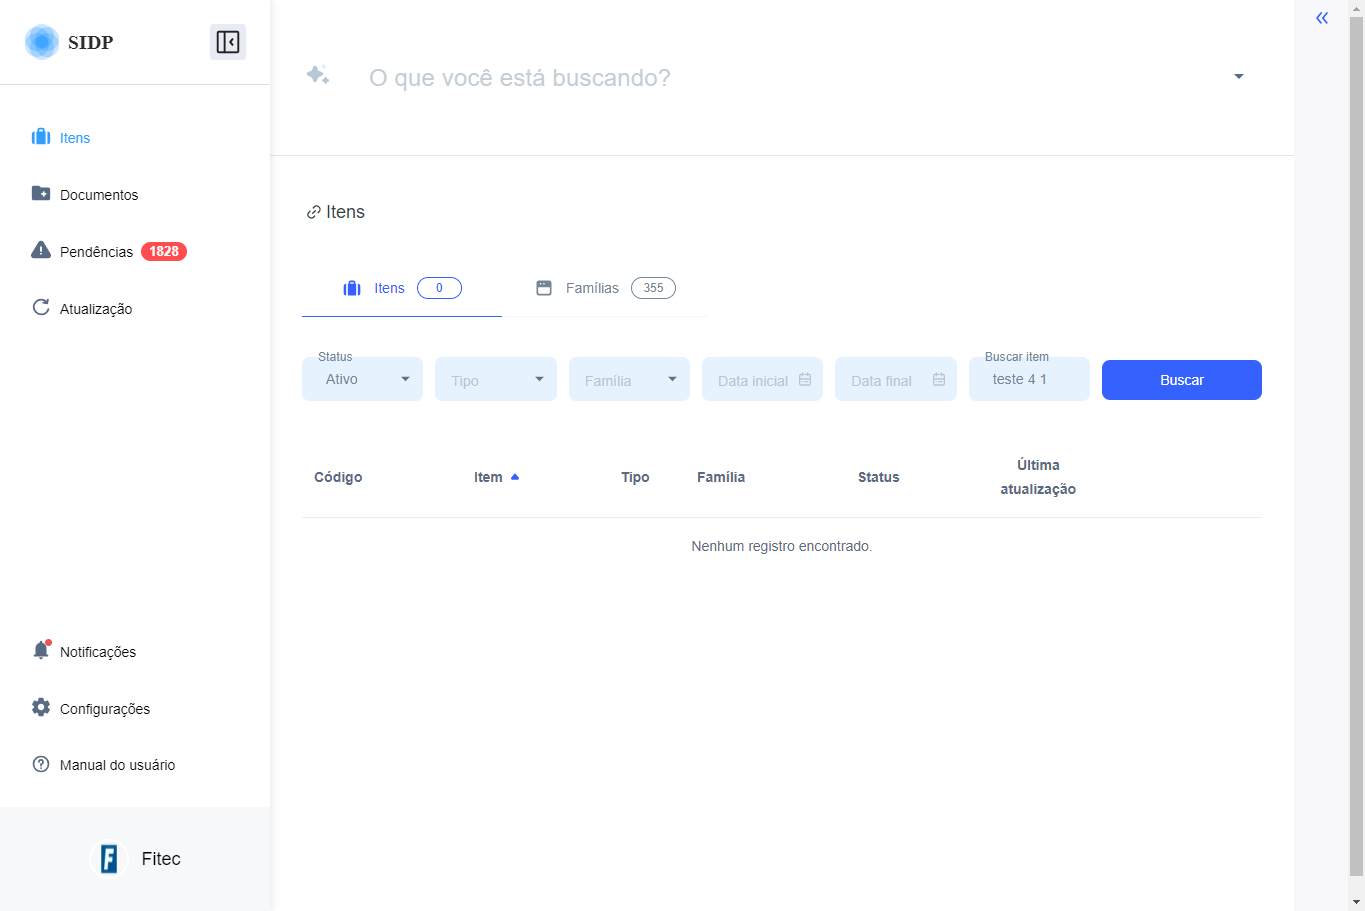 SIDP
Itens
Documentos
Pendências 1828
Atualização
Notificações
Configurações
Manual do usuário
Fitec
O que você está buscando?
Itens
Itens 0 Famílias 355
Status
Ativo
Tipo
Família
Data inicial
Data final
Buscar item
teste 4 1
Buscar
Código Item Tipo Família Status Última
atualização
Nenhum registro encontrado.